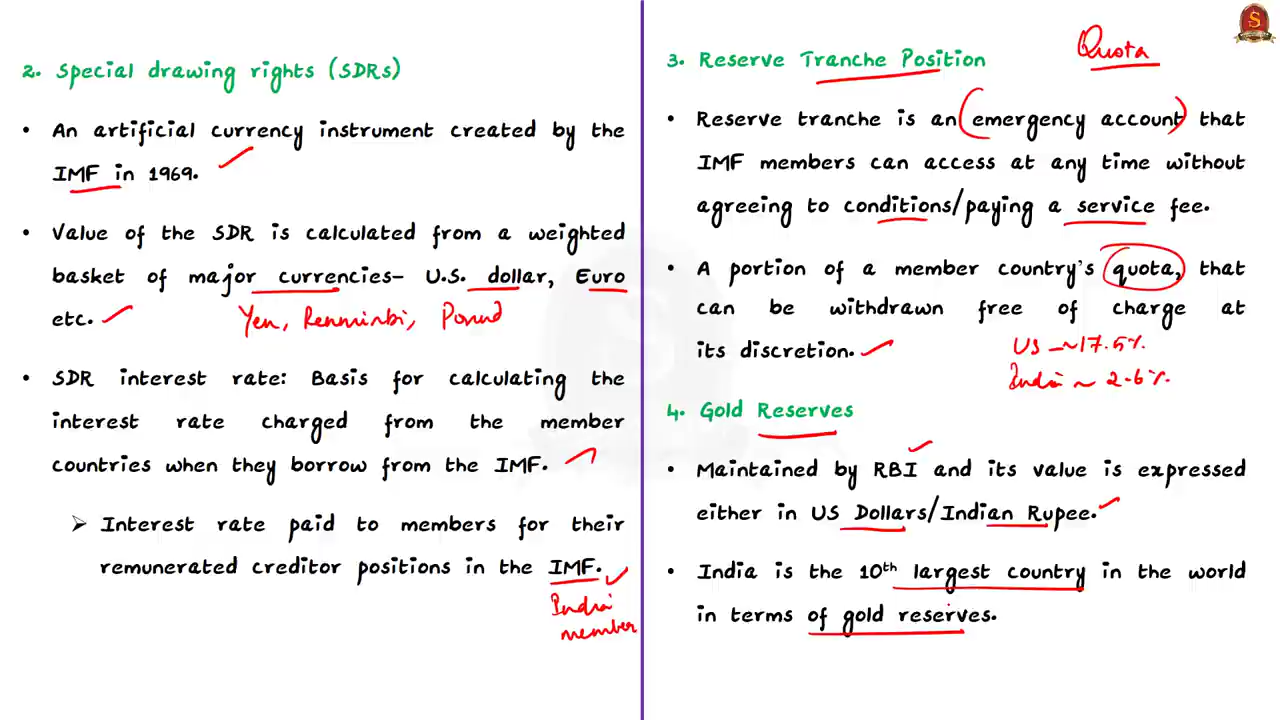 2. Special drawing rights (SDRs)
• An artificial currency instrument created by the
IMF in 1969.
• Value of the SDR is calculated from a weighted
basket of major currencies- U.S. dollar, Euro
etc.
Yen, Renminbi, Pound
• SDR interest rate: Basis for calculating the
interest rate charged from the member
countries when they borrow from the IMF.
➢ Interest rate paid to members for their
remunerated creditor positions in the IMF.
India
member
Quota
3. Reserve Tranche Position
• Reserve tranche is an (emergency account) that
IMF members can access at any time without
agreeing to conditions/paying a service fee.
• A portion of a member country's quota, that
can be withdrawn free of charge at
its discretion.
US ~17.5%.
India ~ 2.6%.
4. Gold Reserves
• Maintained by RBI and its value is expressed
either in US Dollars/Indian Rupee.
• India is the 10th largest country in the world
in terms of gold reserves.
S